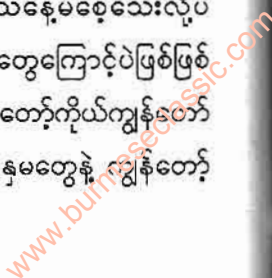 သနေ့မစေ့သေးလို့ပ
တွေကြောင့်ပဲဖြစ်ဖြစ်
တော့်ကိုယ်ကျွန်တော်
နှမတွေနဲ့ ကျွန်တော့်
www.burmeseclassic.com